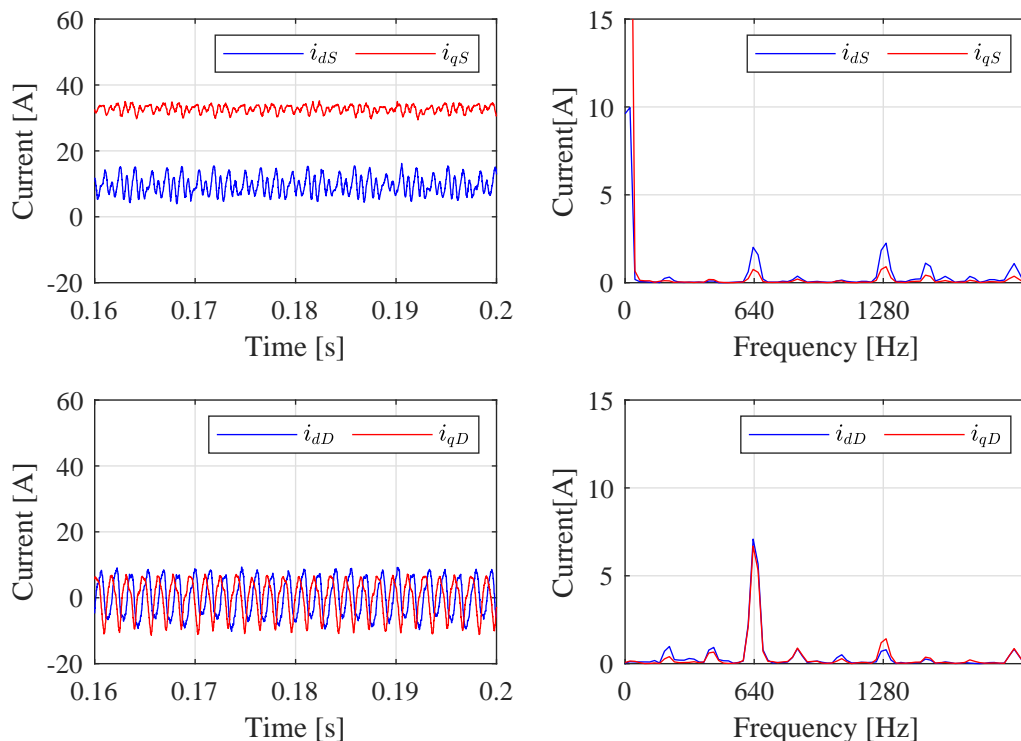 60
40
20
0
-20
Current [A]
i_dS i_qS
0.16 0.17 0.18 0.19 0.2
Time [s]
15
10
5
0
Current[A]
i_dS i_qS
0 640 1280
Frequency [Hz]
60
40
20
0
-20
Current [A]
i_dD i_qD
0.16 0.17 0.18 0.19 0.2
Time [s]
15
10
5
0
Current[A]
i_dD i_qD
0 640 1280
Frequency [Hz]